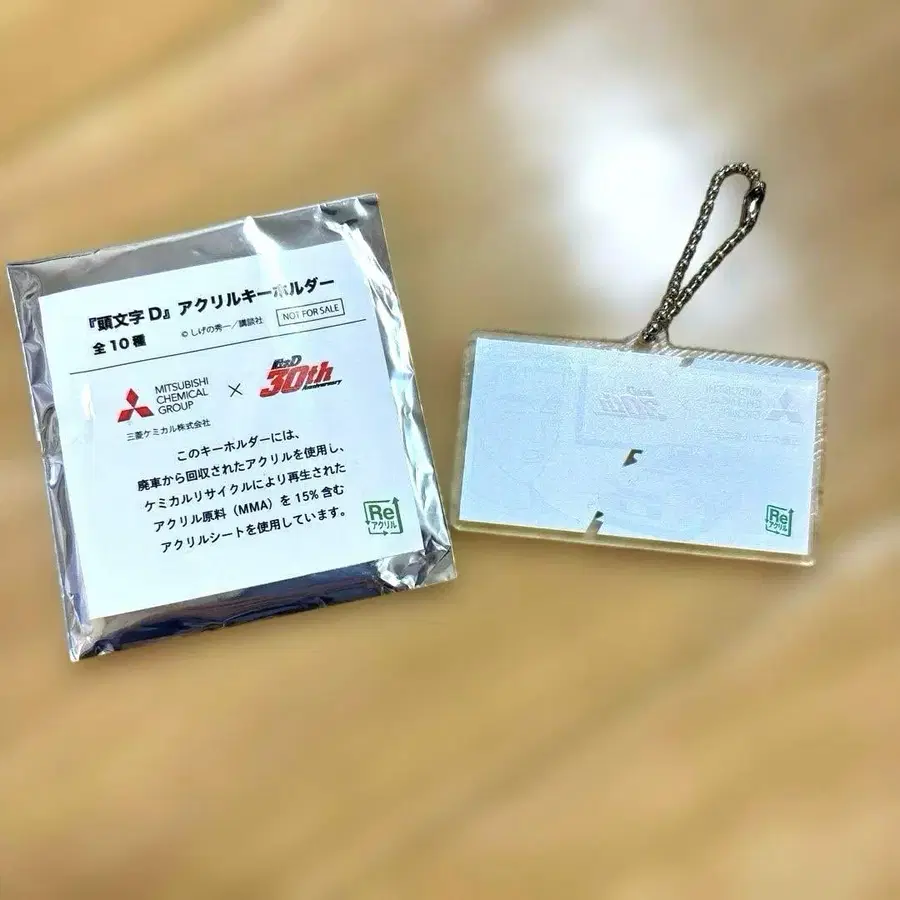 『頭文字D』アクリルキーホルダー
全10種
©しげの秀一／講談社
NOT FOR SALE
MITSUBISHI
CHEMICAL
GROUP
三菱ケミカル株式会社
×
30th
Anniversary
このキーホルダーには、
廃車から回収されたアクリルを使用し、
ケミカルリサイクルにより再生された
アクリル原料（MMA）を15％含む
アクリルシートを使用しています。
Re
アクリル
30th
MITSUBISHI
CHEMICAL
GROUP
Re
アクリル